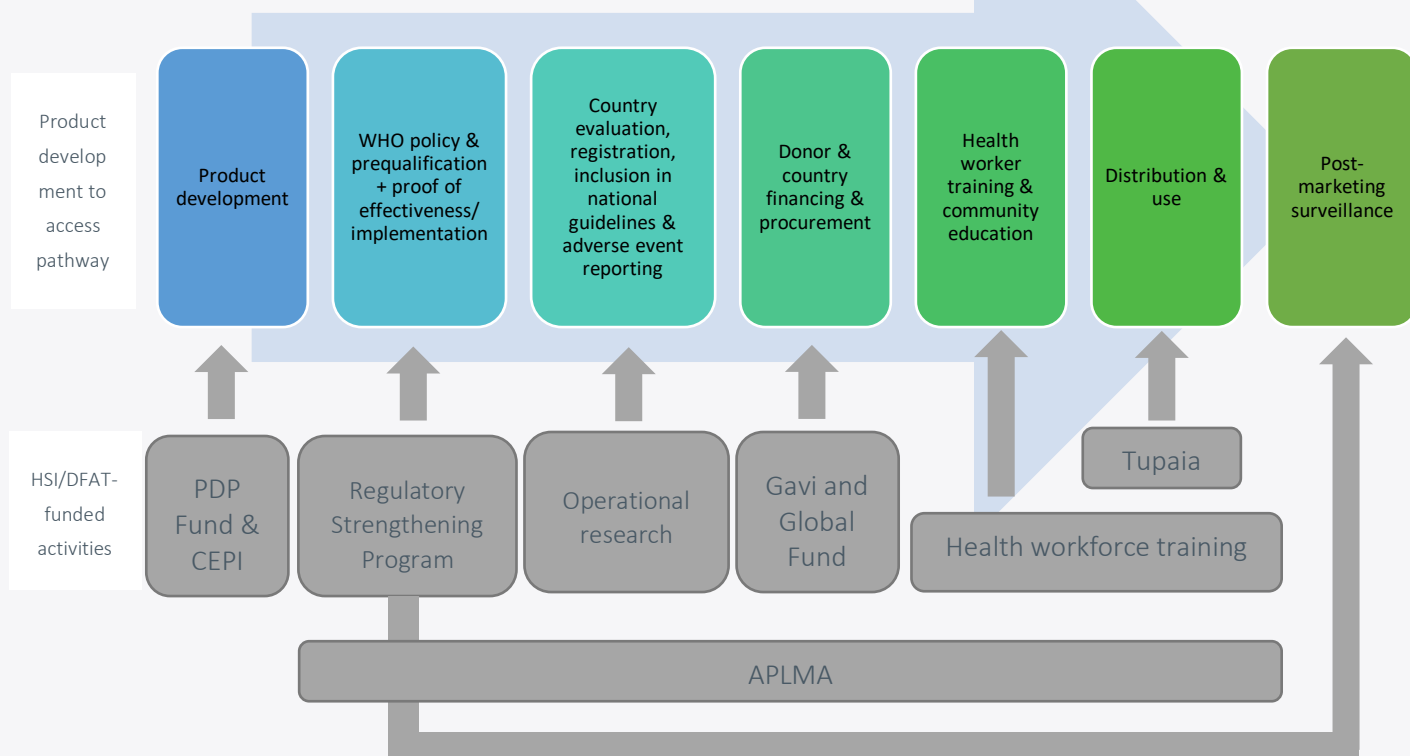 Product
develop
ment to
access
pathway
Product
development
WHO policy &
prequalification
+ proof of
effectiveness/
implementation
Country
evaluation,
registration,
inclusion in
national
guidelines &
adverse event
reporting
Donor &
country
financing &
procurement
Health
worker
training &
community
education
Distribution &
use
Post-
marketing
surveillance
HSI/DFAT-
funded
activities
PDP
Fund &
CEPI
Regulatory
Strengthening
Program
Operational
research
Gavi and
Global
Fund
Health workforce training
Tupaia
APLMA